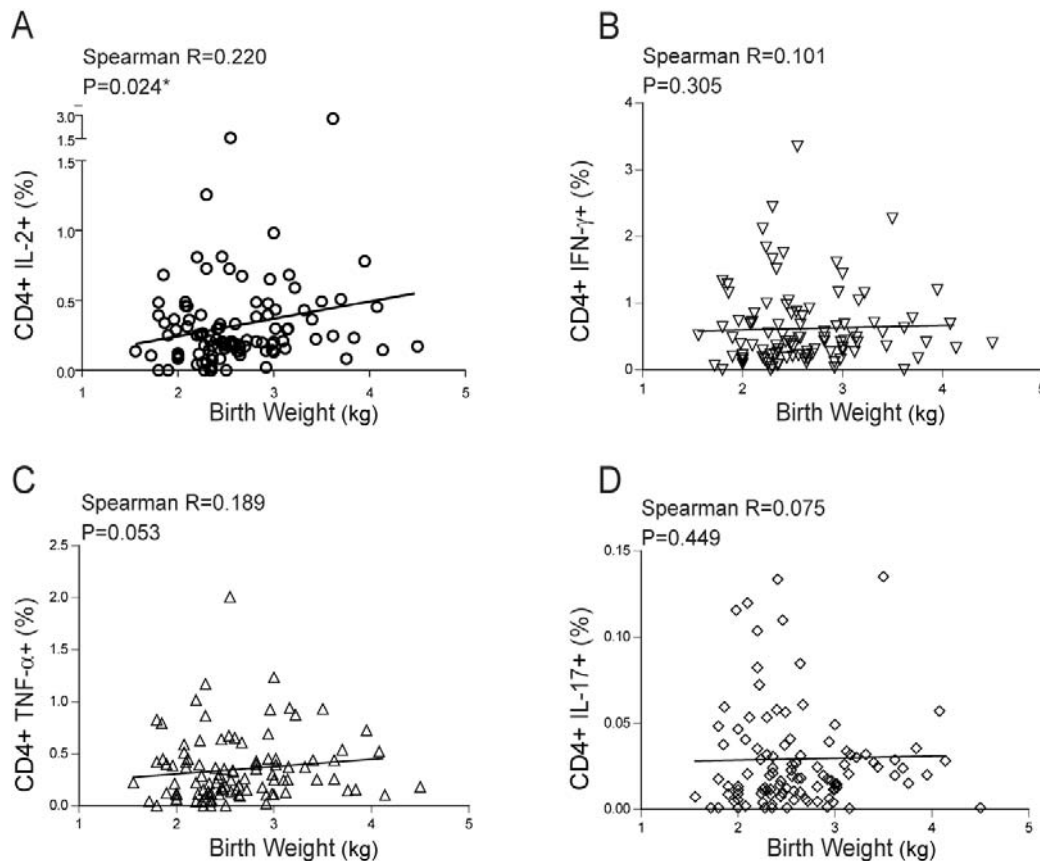 A
Spearman R=0.220
P=0.024*
CD4+ IL-2+ (%)
3.0
1.5
1.5
1.0
0.5
0.0
1 2 3 4 5
Birth Weight (kg)
B
Spearman R=0.101
P=0.305
CD4+ IFN-γ+ (%)
4
3
2
1
0
1 2 3 4 5
Birth Weight (kg)
C
Spearman R=0.189
P=0.053
CD4+ TNF-α+ (%)
2.5
2.0
1.5
1.0
0.5
0.0
1 2 3 4 5
Birth Weight (kg)
D
Spearman R=0.075
P=0.449
CD4+ IL-17+ (%)
0.15
0.10
0.05
0.00
1 2 3 4 5
Birth Weight (kg)